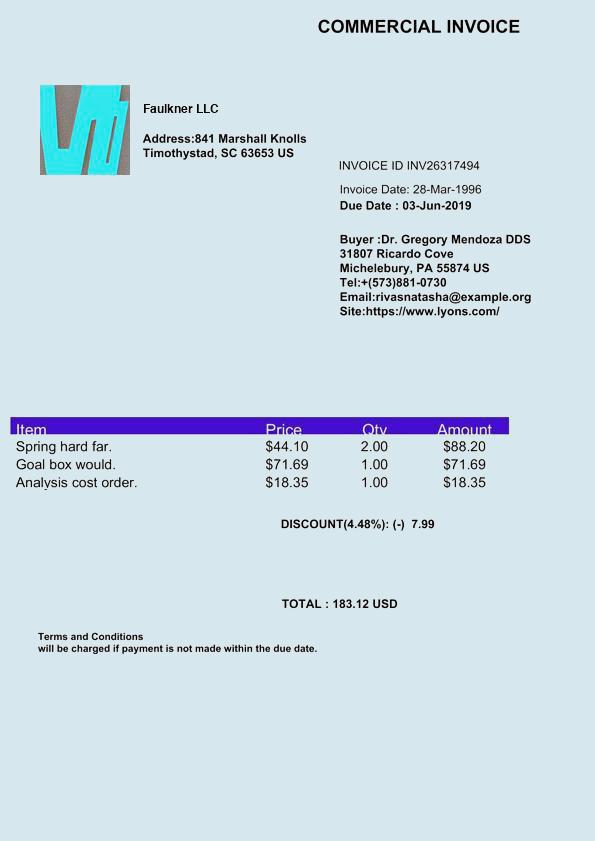 COMMERCIAL INVOICE
Faulkner LLC
Address:841 Marshall Knolls
Timothystad, SC 63653 US
INVOICE ID INV26317494
Invoice Date: 28-Mar-1996
Due Date : 03-Jun-2019
Buyer :Dr. Gregory Mendoza DDS
31807 Ricardo Cove
Michelebury, PA 55874 US
Tel:+(573)881-0730
Email:rivasnatasha@example.org
Site:https://www.lyons.com/
Item Price Qty Amount
Spring hard far. $44.10 2.00 $88.20
Goal box would. $71.69 1.00 $71.69
Analysis cost order. $18.35 1.00 $18.35
DISCOUNT(4.48%): (-) 7.99
TOTAL : 183.12 USD
Terms and Conditions
will be charged if payment is not made within the due date.